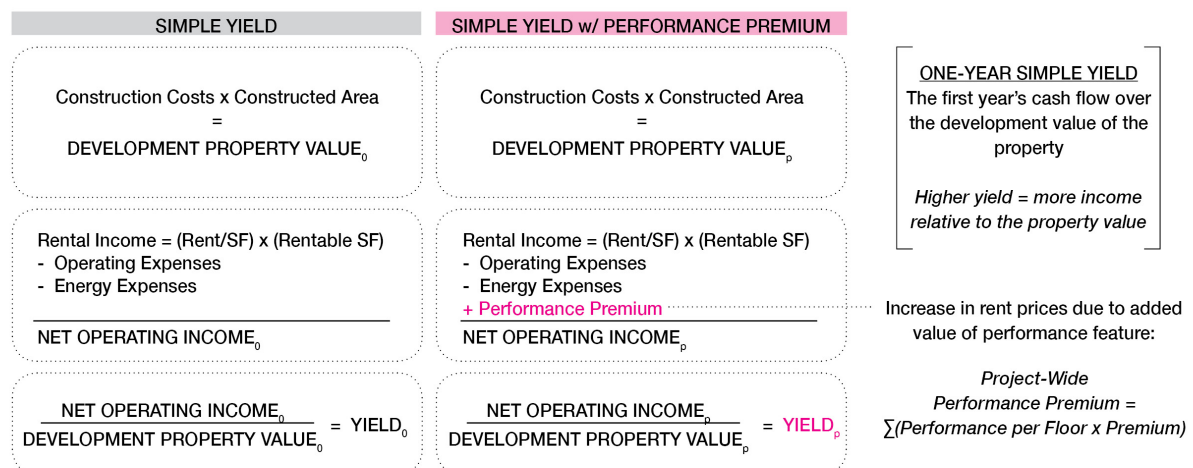 SIMPLE YIELD
Construction Costs x Constructed Area
=
DEVELOPMENT PROPERTY VALUE₀
Rental Income = (Rent/SF) x (Rentable SF)
- Operating Expenses
- Energy Expenses
NET OPERATING INCOME₀
NET OPERATING INCOME₀
DEVELOPMENT PROPERTY VALUE₀
= YIELD₀
SIMPLE YIELD w/ PERFORMANCE PREMIUM
Construction Costs x Constructed Area
=
DEVELOPMENT PROPERTY VALUEₚ
Rental Income = (Rent/SF) x (Rentable SF)
- Operating Expenses
- Energy Expenses
+ Performance Premium
NET OPERATING INCOMEₚ
NET OPERATING INCOMEₚ
DEVELOPMENT PROPERTY VALUEₚ
= YIELDₚ
ONE-YEAR SIMPLE YIELD
The first year's cash flow over
the development value of the
property
Higher yield = more income
relative to the property value
Increase in rent prices due to added
value of performance feature:
Project-Wide
Performance Premium =
∑(Performance per Floor x Premium)